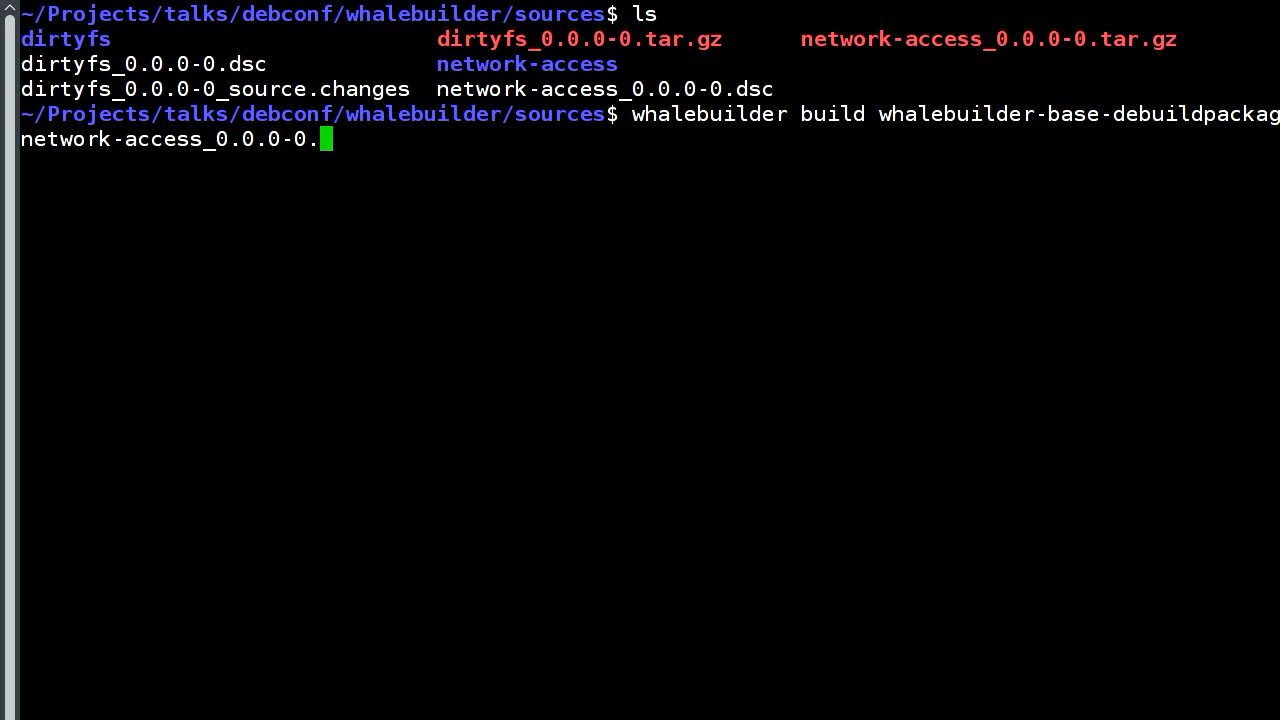 ~/Projects/talks/debconf/whalebuilder/sources$ ls
dirtyfs dirtyfs_0.0.0-0.tar.gz network-access_0.0.0-0.tar.gz
dirtyfs_0.0.0-0.dsc network-access
dirtyfs_0.0.0-0_source.changes network-access_0.0.0-0.dsc
~/Projects/talks/debconf/whalebuilder/sources$ whalebuilder build whalebuilder-base-debuildpackag
network-access_0.0.0-0.